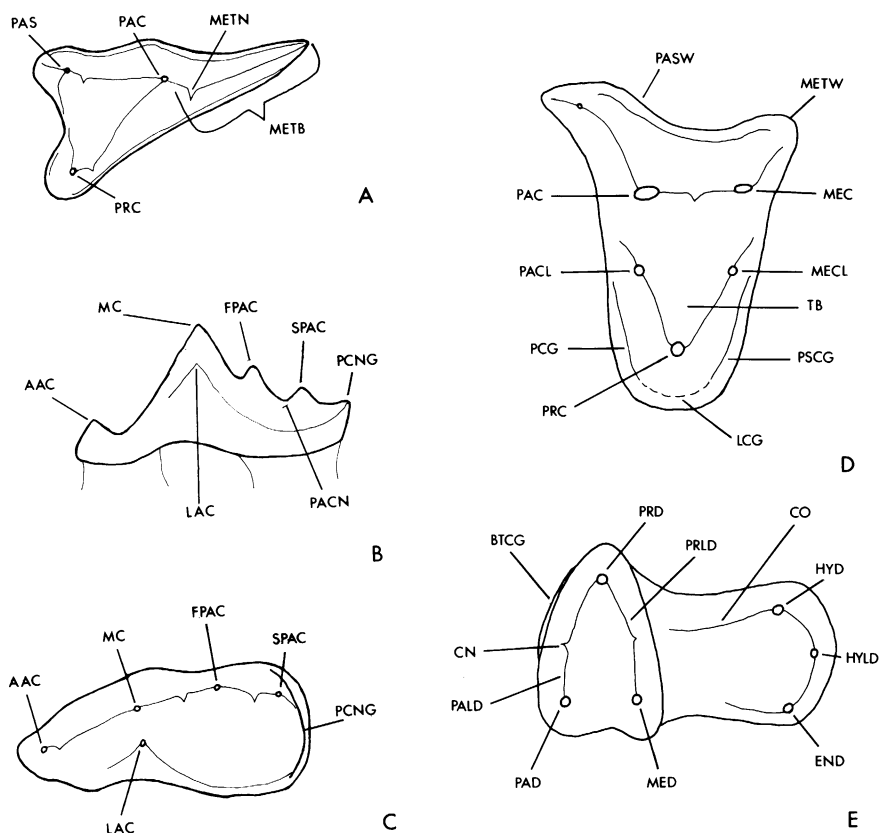 PAS
PAC
METN
METB
PRC
A
MC
FPAC
SPAC
PCNG
AAC
LAC
PACN
B
FPAC
MC
SPAC
AAC
PCNG
LAC
C
PASW
METW
PAC
MEC
PACL
MECL
TB
PCG
PSCG
PRC
LCG
D
PRD
CO
BTCG
PRLD
HYD
CN
HYLD
PALD
END
PAD
MED
E